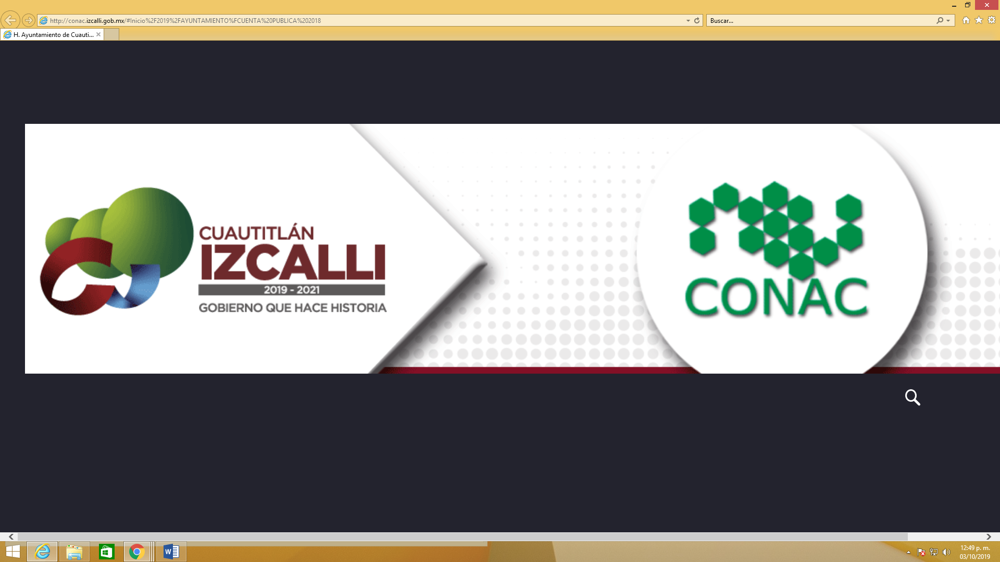 http://conac.izcalli.gob.mx/#Inicio%2F2019%2FAYUNTAMIENTO%FCUENTA%20PUBLICA%202018
Buscar...
H. Ayuntamiento de Cuauti...
CUAUTITLÁN
IZCALLI
2019 - 2021
GOBIERNO QUE HACE HISTORIA
CONAC
12:49 p. m.
03/10/2019